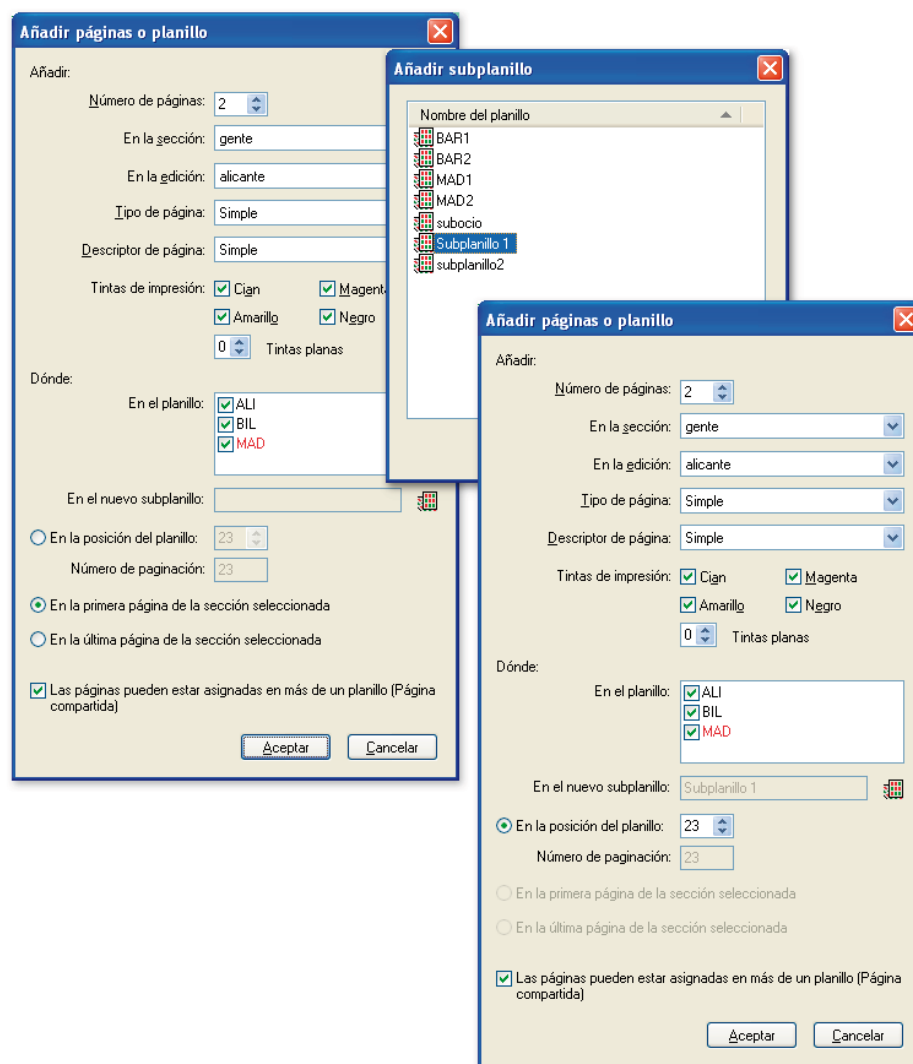 Añadir páginas o planillo
Añadir:
Número de páginas: 2
En la sección: gente
En la edición: alicante
Tipo de página: Simple
Descriptor de página: Simple
Tintas de impresión: Cian Magenta
Amarillo Negro
0 Tintas planas
Dónde:
En el planillo: ALI
BIL
MAD
En el nuevo subplanillo:
En la posición del planillo: 23
Número de paginación: 23
En la primera página de la sección seleccionada
En la última página de la sección seleccionada
Las páginas pueden estar asignadas en más de un planillo (Página
compartida)
Aceptar Cancelar
Añadir subplanillo
Nombre del planillo
BAR1
BAR2
MAD1
MAD2
subocio
Subplanillo 1
subplanillo2
Añadir páginas o planillo
Añadir:
Número de páginas: 2
En la sección: gente
En la edición: alicante
Tipo de página: Simple
Descriptor de página: Simple
Tintas de impresión: Cian Magenta
Amarillo Negro
0 Tintas planas
Dónde:
En el planillo: ALI
BIL
MAD
En el nuevo subplanillo: Subplanillo 1
En la posición del planillo: 23
Número de paginación: 23
En la primera página de la sección seleccionada
En la última página de la sección seleccionada
Las páginas pueden estar asignadas en más de un planillo (Página
compartida)
Aceptar Cancelar